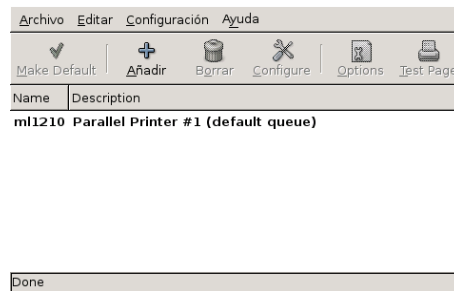 Archivo Editar Configuración Ayuda
Make Default Añadir Borrar Configure Options Test Page
Name Description
ml1210 Parallel Printer #1 (default queue)
Done